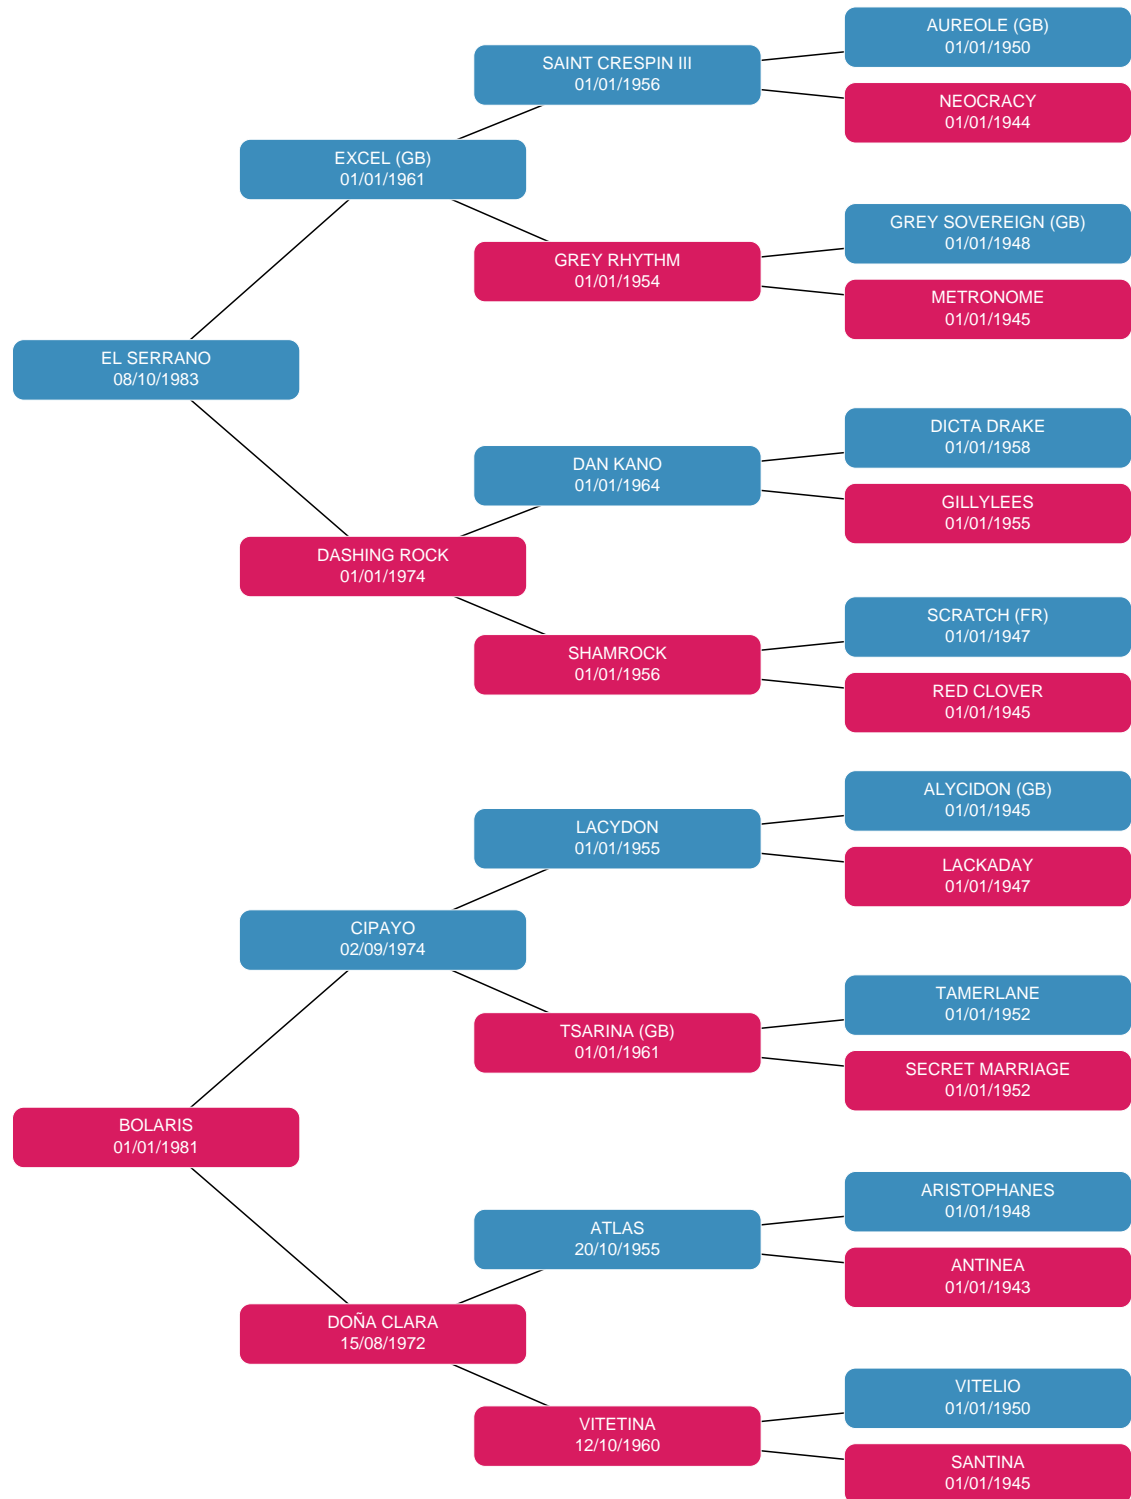 AUREOLE (GB)
01/01/1950
SAINT CRESPIN III
01/01/1956
NEOCRACY
01/01/1944
EXCEL (GB)
01/01/1961
GREY SOVEREIGN (GB)
01/01/1948
GREY RHYTHM
01/01/1954
METRONOME
01/01/1945
EL SERRANO
08/10/1983
DICTA DRAKE
01/01/1958
DAN KANO
01/01/1964
GILLYLEES
01/01/1955
DASHING ROCK
01/01/1974
SCRATCH (FR)
01/01/1947
SHAMROCK
01/01/1956
RED CLOVER
01/01/1945
ALYCIDON (GB)
01/01/1945
LACYDON
01/01/1955
LACKADAY
01/01/1947
CIPAYO
02/09/1974
TAMERLANE
01/01/1952
TSARINA (GB)
01/01/1961
SECRET MARRIAGE
01/01/1952
BOLARIS
01/01/1981
ARISTOPHANES
01/01/1948
ATLAS
20/10/1955
ANTINEA
01/01/1943
DOÑA CLARA
15/08/1972
VITELIO
01/01/1950
VITETINA
12/10/1960
SANTINA
01/01/1945